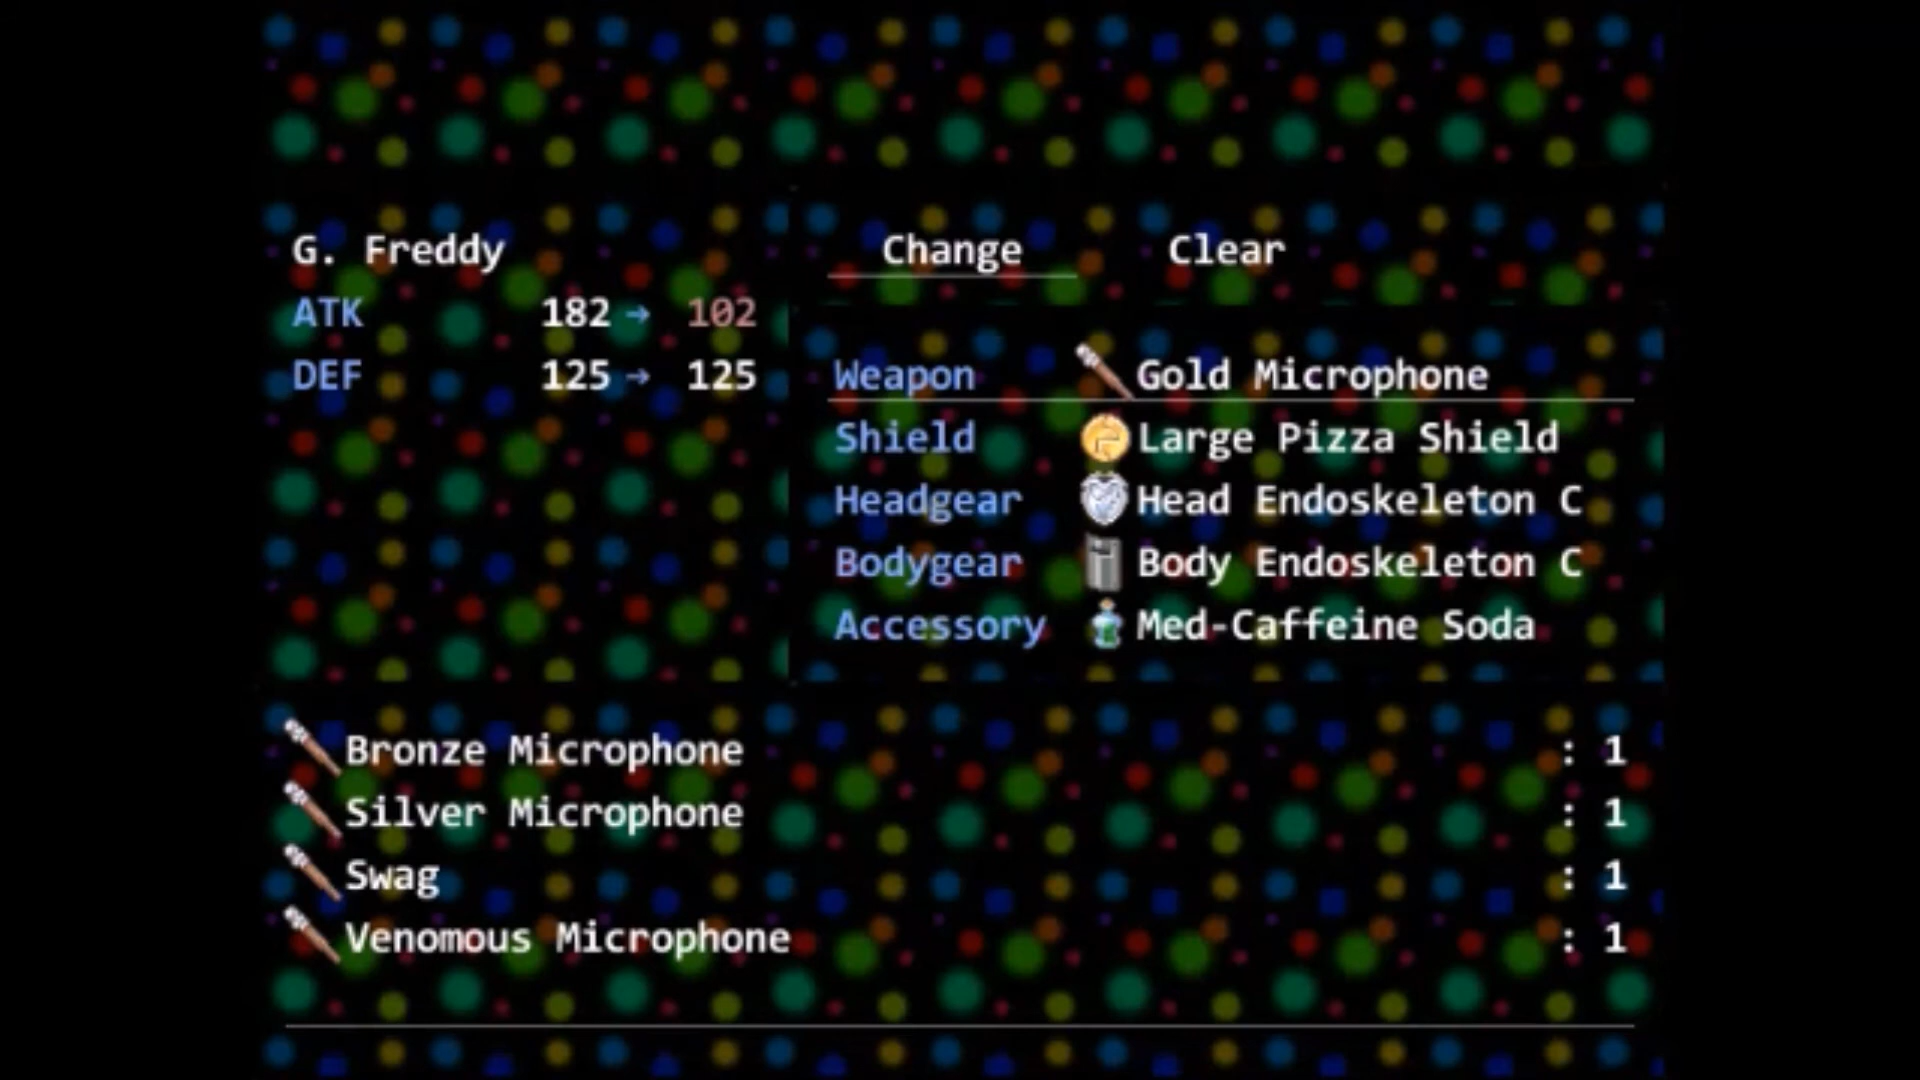 G. Freddy
ATK 182 → 102
DEF 125 → 125
Change Clear
Weapon Gold Microphone
Shield Large Pizza Shield
Headgear Head Endoskeleton C
Bodygear Body Endoskeleton C
Accessory Med-Caffeine Soda
Bronze Microphone : 1
Silver Microphone : 1
Swag : 1
Venomous Microphone : 1